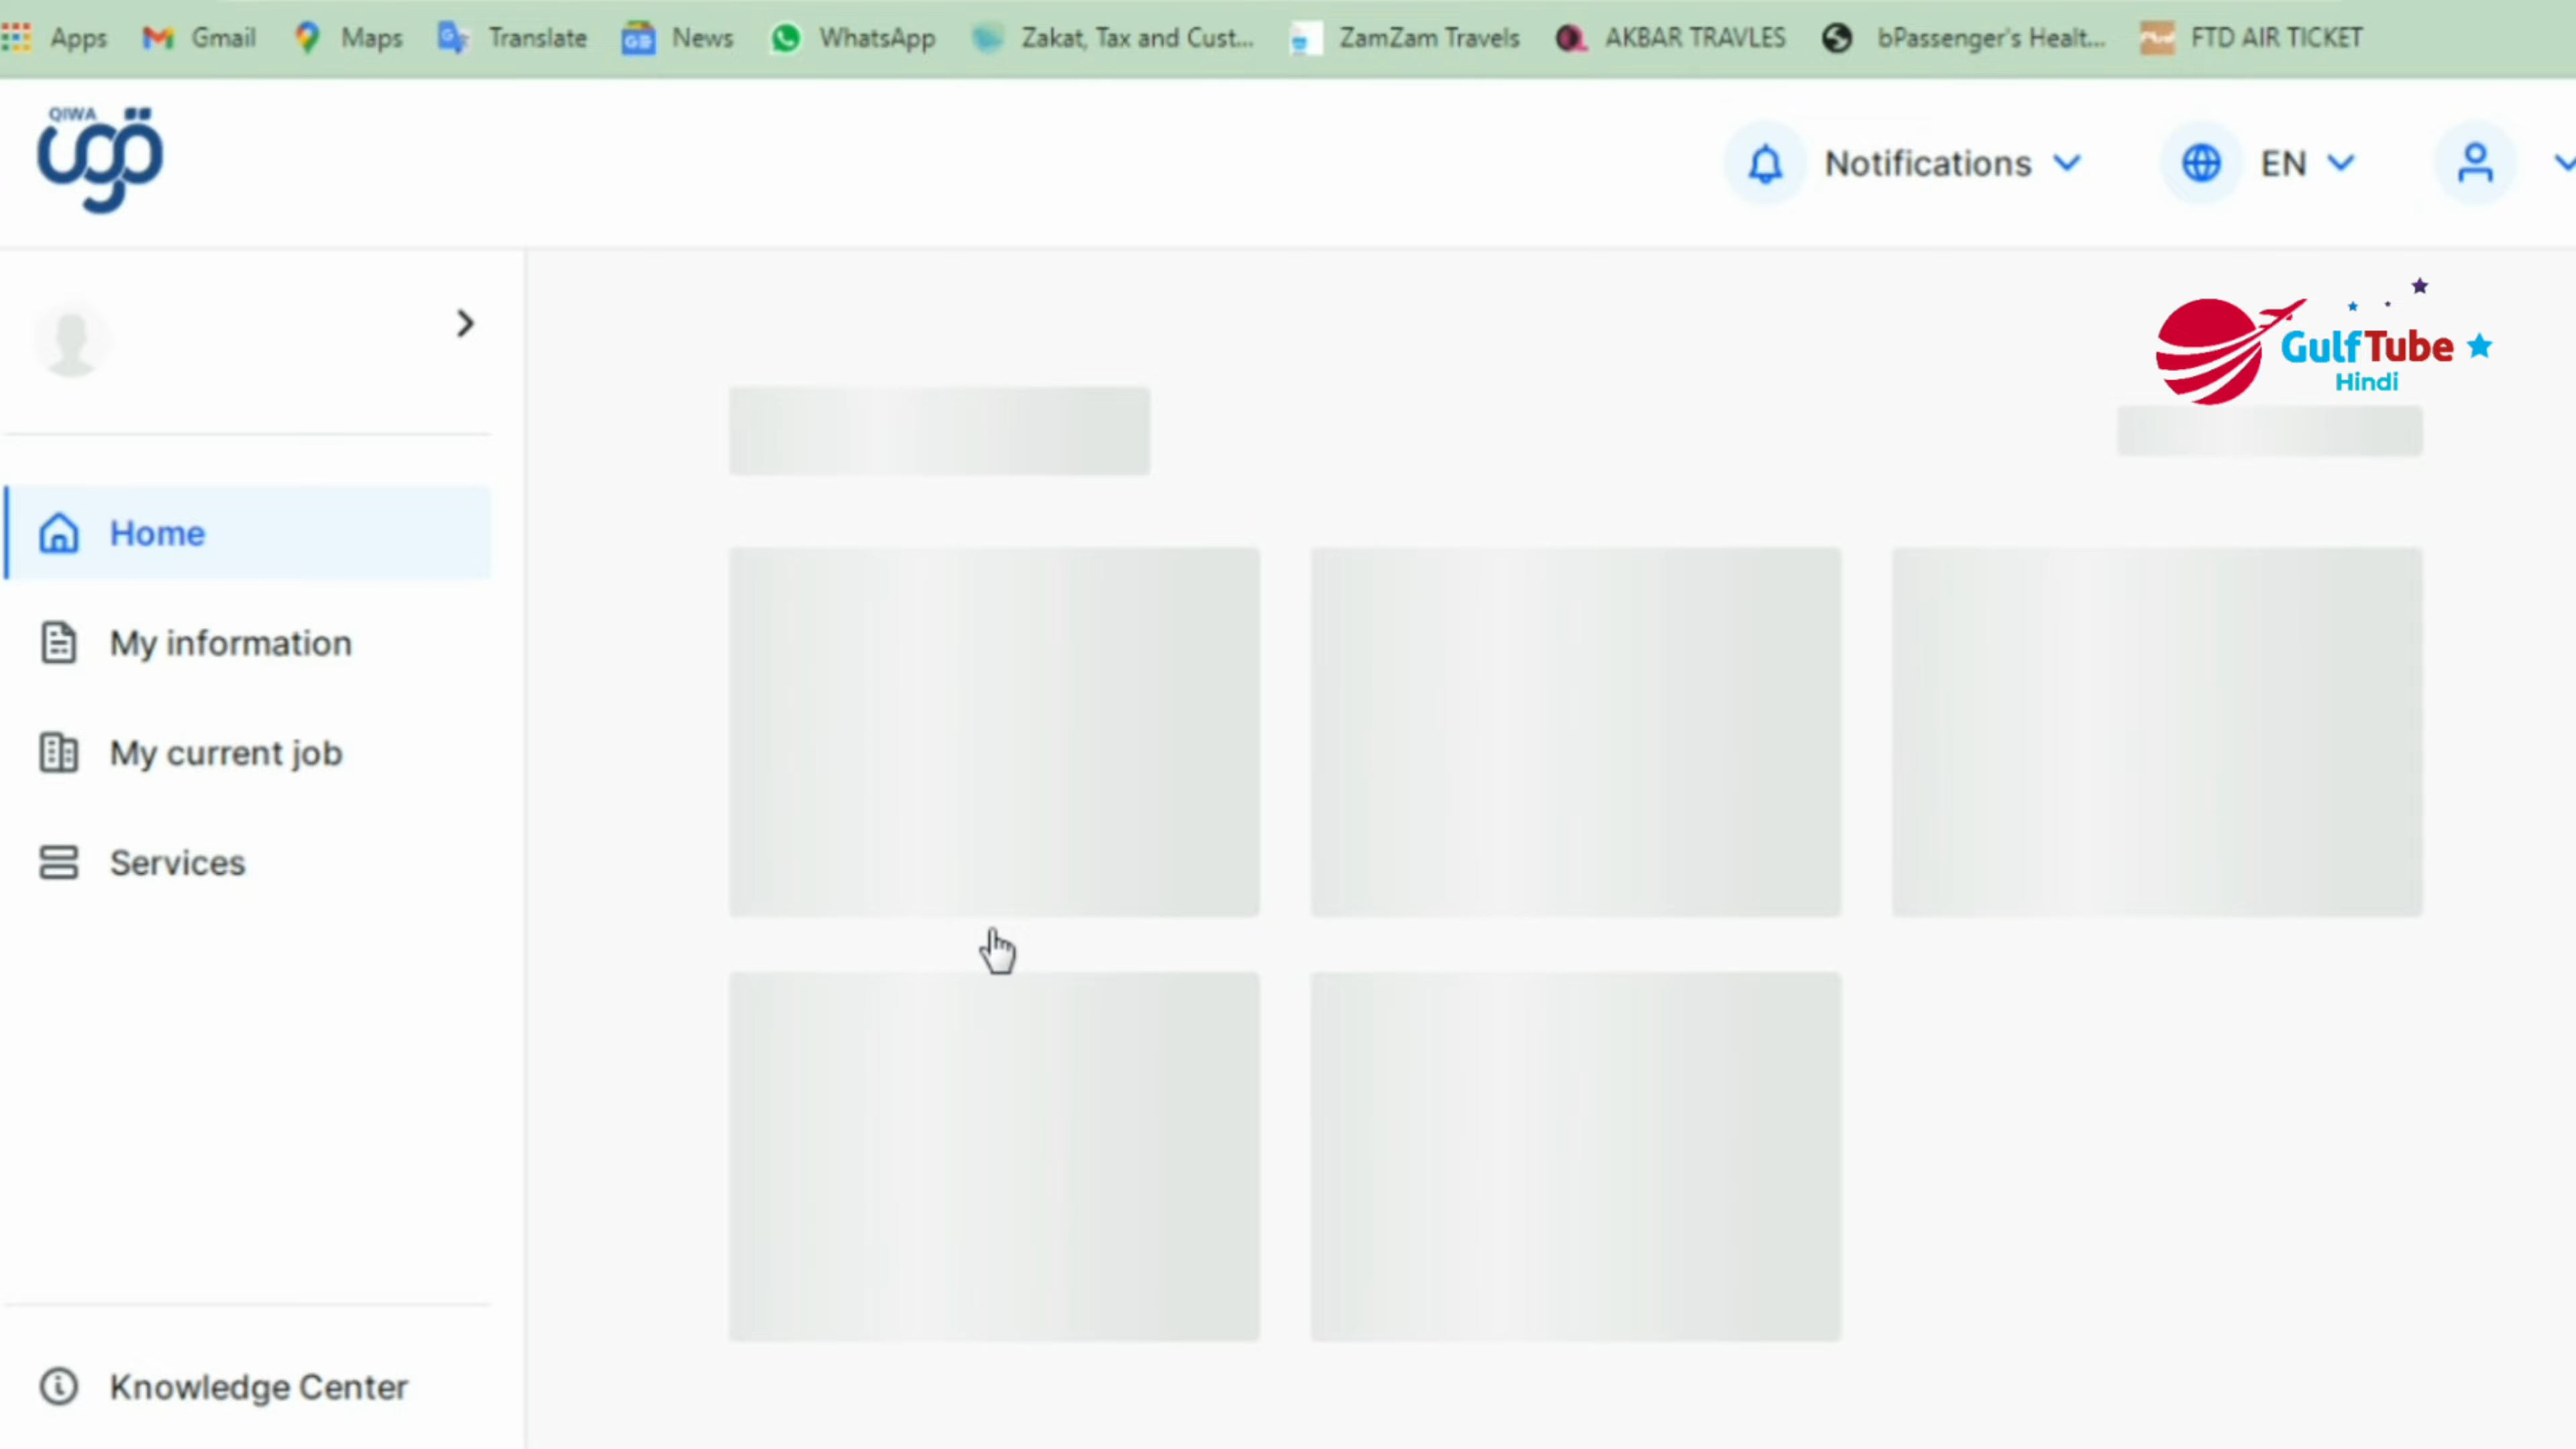 Apps Gmail Maps Translate News WhatsApp Zakat, Tax and Cust... ZamZam Travels AKBAR TRAVLES bPassenger's Healt... FTD AIR TICKET
QIWA
قوى
Notifications EN
GulfTube
Hindi
Home
My information
My current job
Services
Knowledge Center